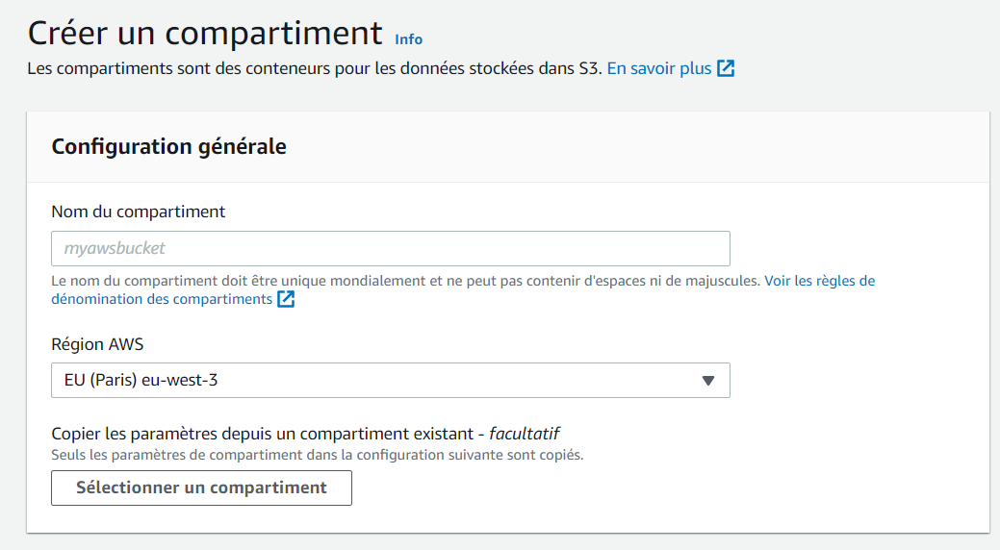 Créer un compartiment Info
Les compartiments sont des conteneurs pour les données stockées dans S3. En savoir plus
Configuration générale
Nom du compartiment
myawsbucket
Le nom du compartiment doit être unique mondialement et ne peut pas contenir d'espaces ni de majuscules. Voir les règles de
dénomination des compartiments
Région AWS
EU (Paris) eu-west-3
Copier les paramètres depuis un compartiment existant - facultatif
Seuls les paramètres de compartiment dans la configuration suivante sont copiés.
Sélectionner un compartiment